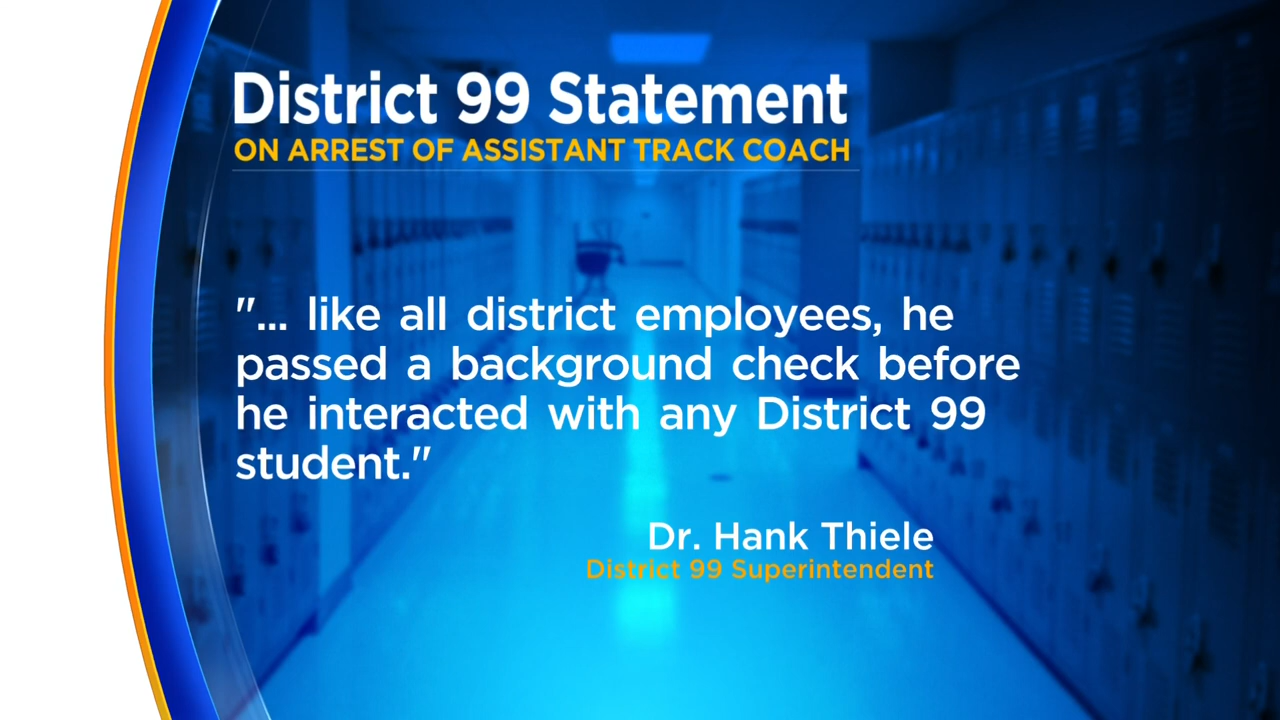 District 99 Statement
ON ARREST OF ASSISTANT TRACK COACH
"... like all district employees, he
passed a background check before
he interacted with any District 99
student."
Dr. Hank Thiele
District 99 Superintendent